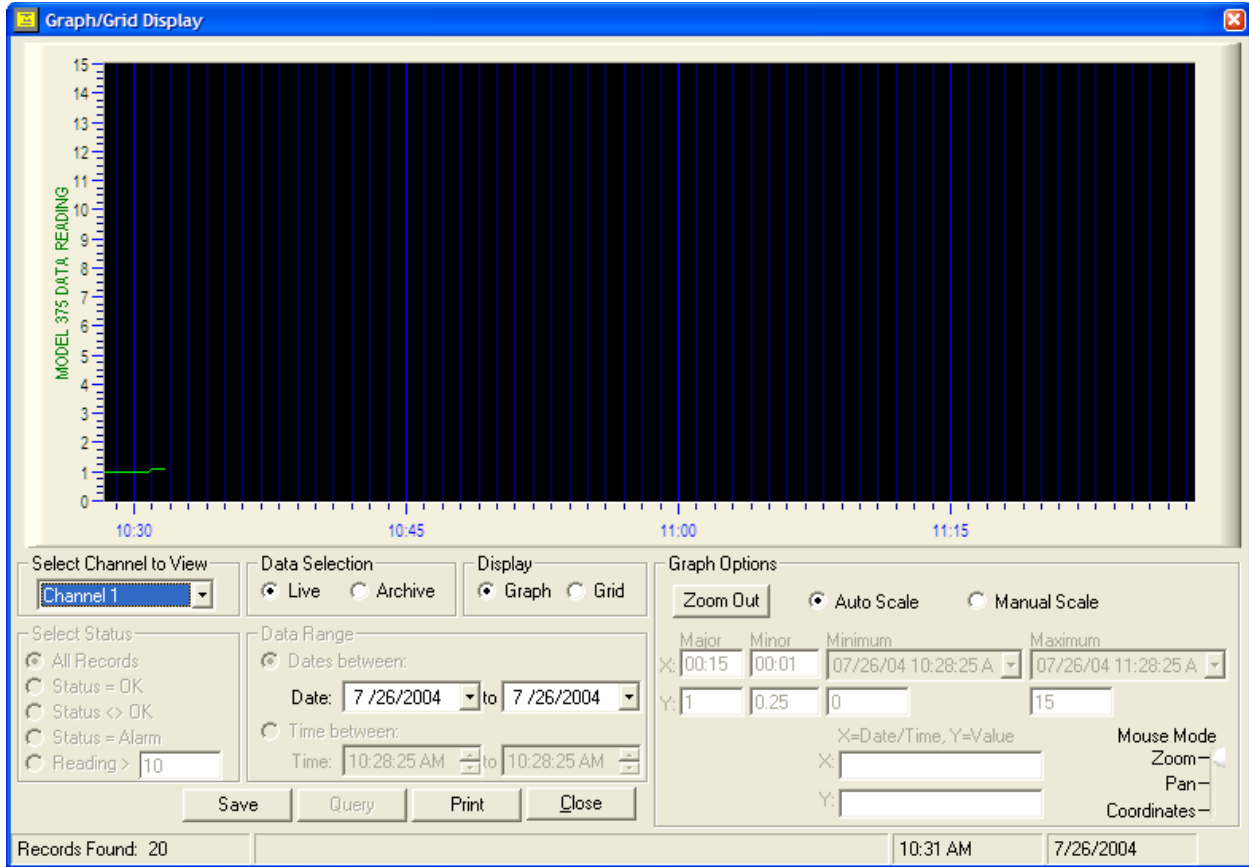 Graph/Grid Display
MODEL 375 DATA READING
15
14
13
12
11
10
9
8
7
6
5
4
3
2
1
0
10:30 10:45 11:00 11:15
Select Channel to View
Channel 1
Data Selection
Live Archive
Display
Graph Grid
Graph Options
Zoom Out Auto Scale Manual Scale
Select Status
All Records
Status = OK
Status <> OK
Status = Alarm
Reading > 10
Data Range
Dates between:
Date: 7 /26/2004 to 7 /26/2004
Time between:
Time: 10:28:25 AM to 10:28:25 AM
Major Minor Minimum Maximum
X: 00:15 00:01 07/26/04 10:28:25 A 07/26/04 11:28:25 A
Y: 1 0.25 0 15
X=Date/Time, Y=Value
X:
Y:
Mouse Mode
Zoom
Pan
Coordinates
Save Query Print Close
Records Found: 20 10:31 AM 7/26/2004